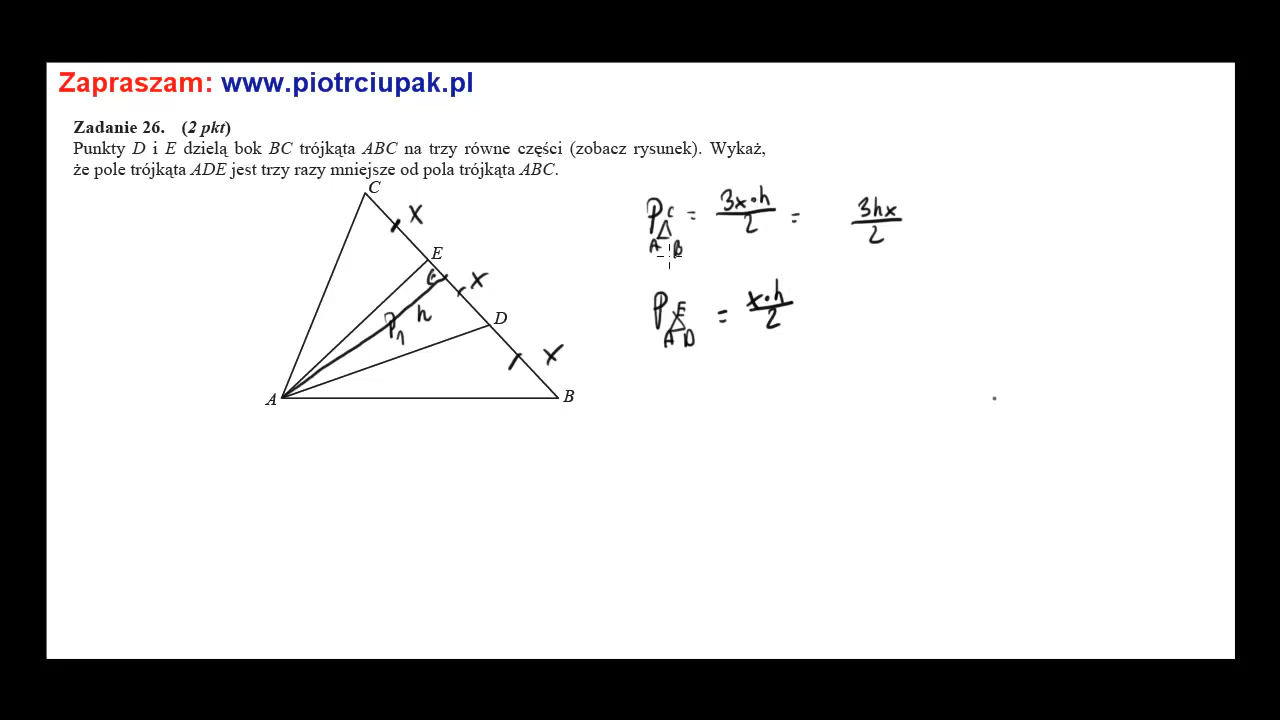 Zapraszam: www.piotrciupak.pl
Zadanie 26. (2 pkt)
Punkty D i E dzielą bok BC trójkąta ABC na trzy równe części (zobacz rysunek). Wykaż,
że pole trójkąta ADE jest trzy razy mniejsze od pola trójkąta ABC.
C
x
E
x
h
P1
D
x
A
B
P△ABC = 3x·h/2 = 3hx/2
P△ADE = x·h/2